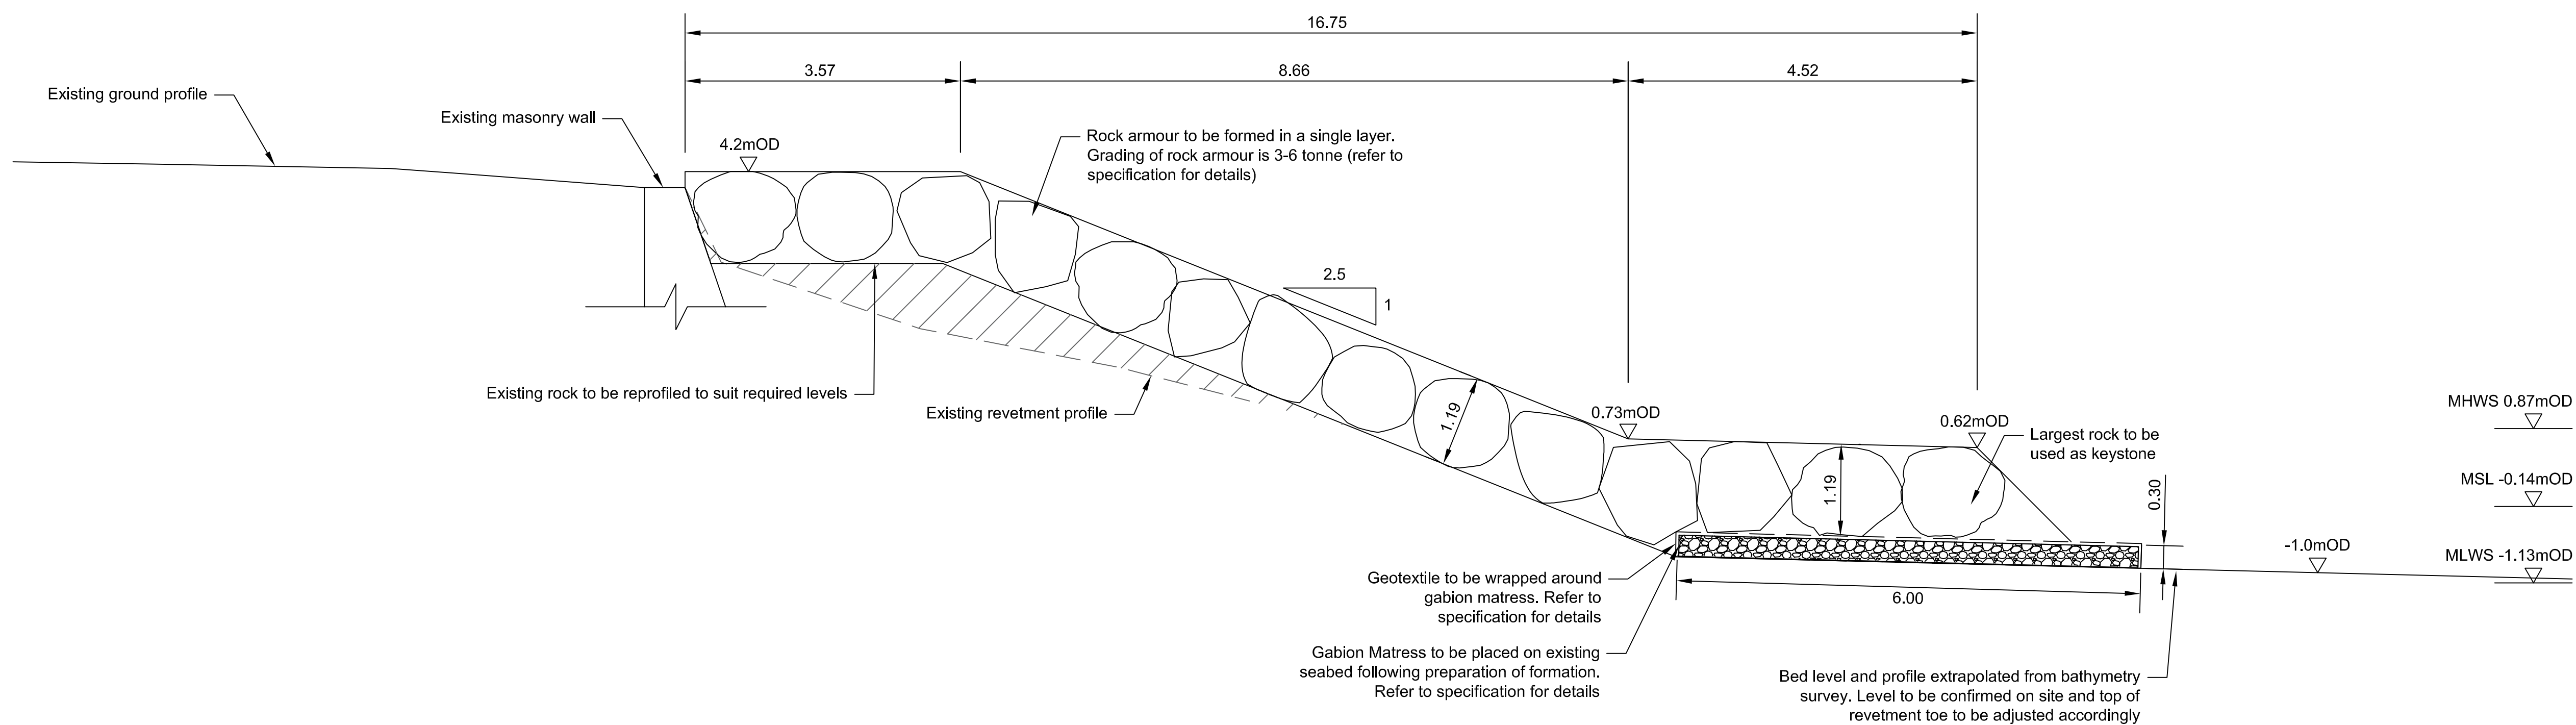 16.75
3.57
8.66
4.52
Existing ground profile
Existing masonry wall
4.2mOD
Rock armour to be formed in a single layer.
Grading of rock armour is 3-6 tonne (refer to
specification for details)
2.5
1
Existing rock to be reprofiled to suit required levels
Existing revetment profile
1.19
0.73mOD
0.62mOD
Largest rock to be
used as keystone
1.19
0.30
MHWS 0.87mOD
MSL -0.14mOD
MLWS -1.13mOD
-1.0mOD
6.00
Geotextile to be wrapped around
gabion matress. Refer to
specification for details
Gabion Matress to be placed on existing
seabed following preparation of formation.
Refer to specification for details
Bed level and profile extrapolated from bathymetry
survey. Level to be confirmed on site and top of
revetment toe to be adjusted accordingly